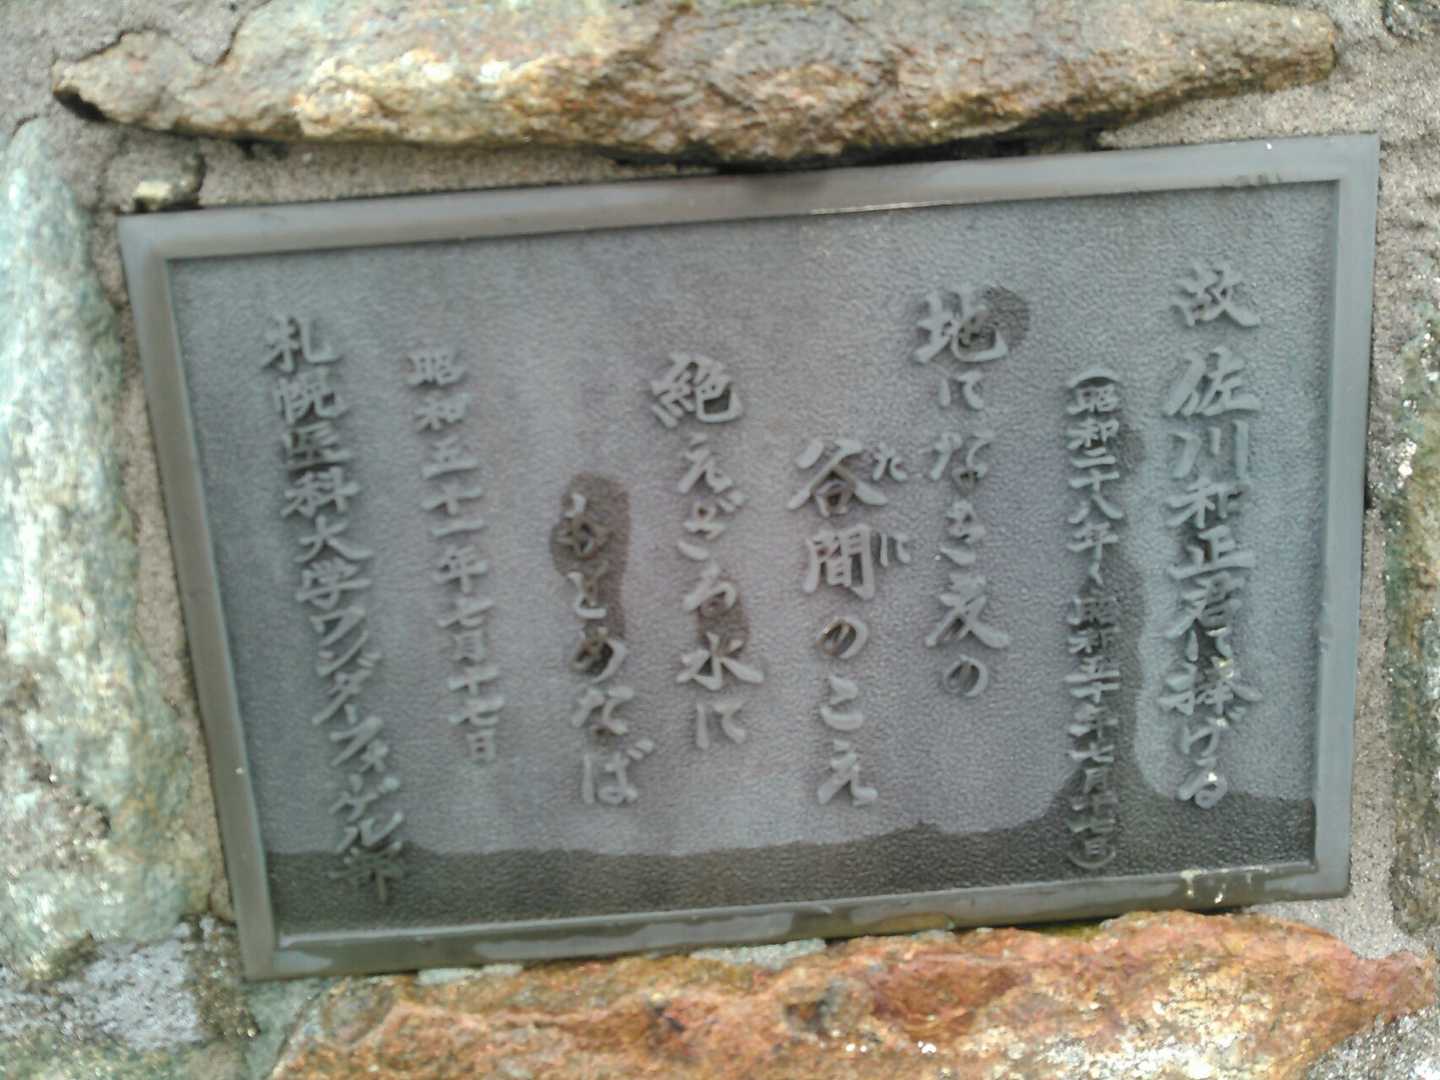 故佐川和正君に捧げる
(昭和二十八年〜昭和五十年七月十七日)
地になき友の
谷間のこえ
たに
絶えざる水に
もとめなば
昭和五十一年七月十七日
札幌医科大学ワンダーフォーゲル部